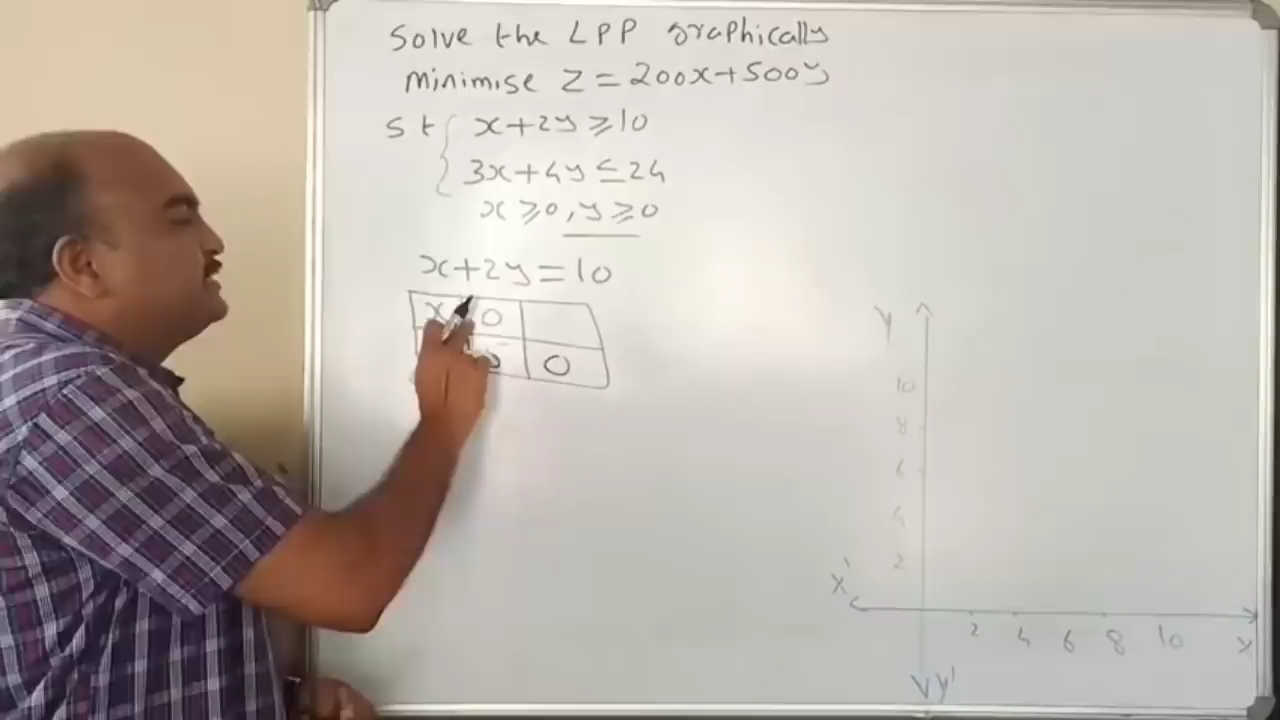 Solve the LPP graphically
Minimise Z = 200x + 500y
St { x + 2y ≥ 10
3x + 4y ≤ 24
x ≥ 0, y ≥ 0
x + 2y = 10
x 0
0
Y
10
8
6
4
2
X'
2 4 6 8 10 X
Y'